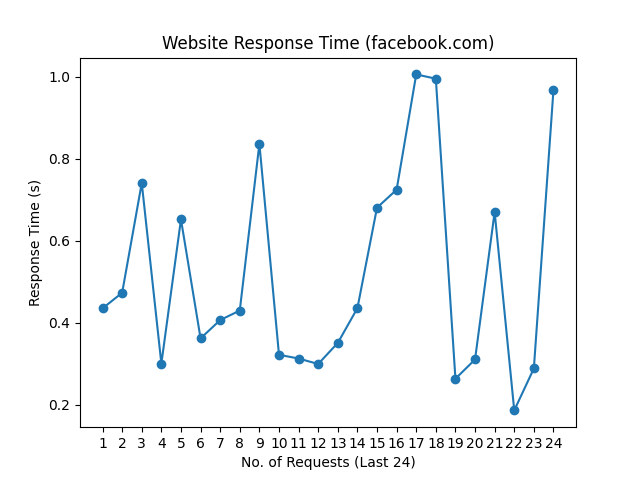 Website Response Time (facebook.com)
1.0
0.8
0.6
0.4
0.2
Response Time (s)
1 2 3 4 5 6 7 8 9 10 11 12 13 14 15 16 17 18 19 20 21 22 23 24
No. of Requests (Last 24)